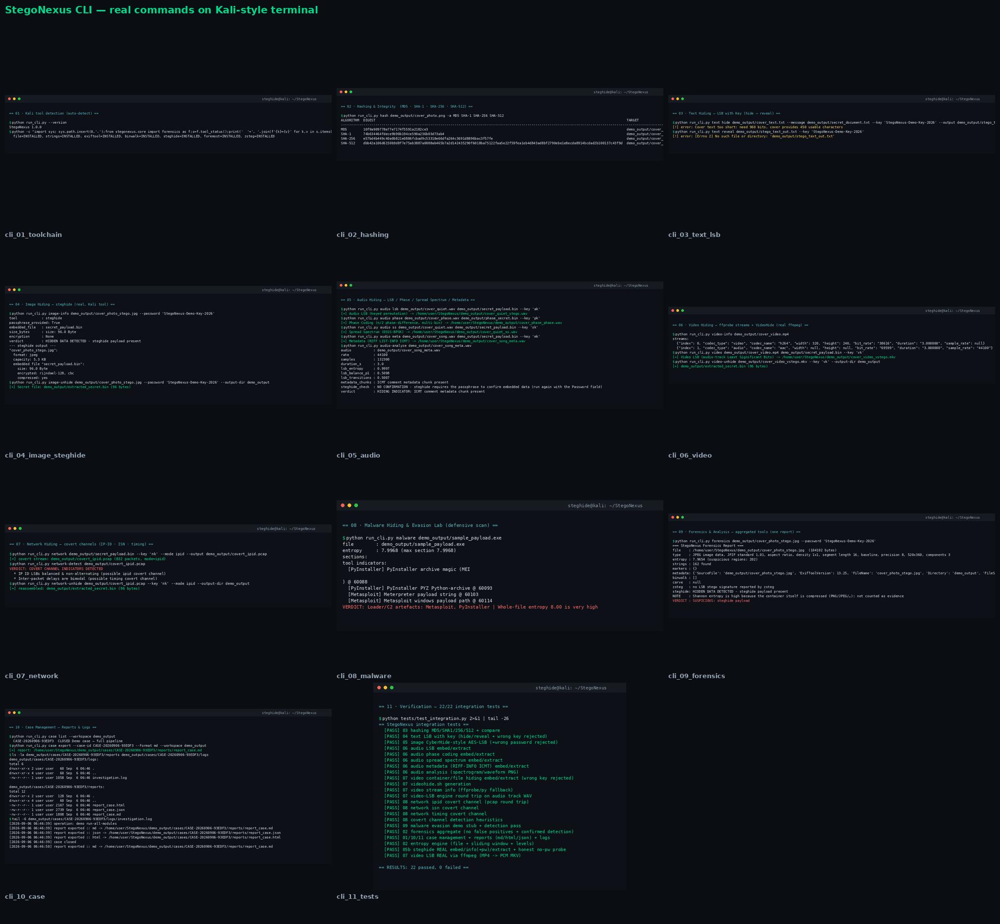 StegoNexus CLI — real commands on Kali-style terminal
steghide@kali: ~/StegoNexus
== 01 · Kali tool detection (auto-detect) ==
$python run_cli.py --version
StegoNexus 1.0.0
$python -c "import sys; sys.path.insert(0,'.');from stegonexus.core import forensics as f;s=f.tool_status();print('  '+', '.join(f'{k}={v}' for k,v in s.items(
file=INSTALLED, strings=INSTALLED, exiftool=INSTALLED, binwalk=INSTALLED, steghide=INSTALLED, foremost=INSTALLED, zsteg=INSTALLED
cli_01_toolchain
steghide@kali: ~/StegoNexus
== 02 · Hashing & Integrity  (MD5 · SHA-1 · SHA-256 · SHA-512) ==
$python run_cli.py hash demo_output/cover_photo.png -a MD5 SHA-1 SHA-256 SHA-512
ALGORITHM  DIGEST  TARGET
MD5  10f9a909778e77e7174f5591a2182ce3  demo_output/cover_
SHA-1  74b634464fdece9b90b194ce590a236b03d73ab4  demo_output/cover_
SHA-256  e57bd4b449c40a0b821e0886fcbad9c53318e66dfa264c3691d8896bac3f57fe  demo_output/cover_
SHA-512  dbb42a106d6150b9d8f7e75ab3887a0088ab465b7a2d142435290f6018ba75122faa5e22f59fea1eb4d843ad8bf2790ebe1e8ecda8914bcdad2b100137c43f9d  demo_output/cover_
cli_02_hashing
steghide@kali: ~/StegoNexus
== 03 · Text Hiding — LSB with Key (hide → reveal) ==
$python run_cli.py text hide demo_output/cover_text.txt --message demo_output/secret_document.txt --key 'StegoNexus-Demo-Key-2026' --output demo_output/stego_t
[!] error: Cover text too short: need 960 bits, cover provides 450 usable characters
$python run_cli.py text reveal demo_output/stego_text_out.txt --key 'StegoNexus-Demo-Key-2026'
[!] error: [Errno 2] No such file or directory: 'demo_output/stego_text_out.txt'
cli_03_text_lsb
steghide@kali: ~/StegoNexus
== 04 · Image Hiding — steghide (real, Kali tool) ==
$python run_cli.py image-info demo_output/cover_photo_stego.jpg --password 'StegoNexus-Demo-Key-2026'
tool : steghide
passphrase_provided: True
embedded_file : secret_payload.bin
size_bytes : size: 96.0 Byte
encryption : None
verdict : HIDDEN DATA DETECTED - steghide payload present
--- steghide output ---
"cover_photo_stego.jpg":
format: jpeg
capacity: 5.3 KB
embedded file "secret_payload.bin":
size: 96.0 Byte
encrypted: rijndael-128, cbc
compressed: yes
$python run_cli.py image-unhide demo_output/cover_photo_stego.jpg --password 'StegoNexus-Demo-Key-2026' --output-dir demo_output
[+] Secret file: demo_output/extracted_secret.bin (96 bytes)
cli_04_image_steghide
steghide@kali: ~/StegoNexus
== 05 · Audio Hiding — LSB / Phase / Spread Spectrum / Metadata ==
$python run_cli.py audio lsb demo_output/cover_quiet.wav demo_output/secret_payload.bin --key 'ak'
[+] Audio LSB (keyed permutation) -> /home/user/StegoNexus/demo_output/cover_quiet_stego.wav
$python run_cli.py audio phase demo_output/cover_phase.wav demo_output/phase_secret.bin --key 'pk'
[+] Phase Coding (π/2 phase-difference, multi-bin) -> /home/user/StegoNexus/demo_output/cover_phase_phase.wav
$python run_cli.py audio ss demo_output/cover_quiet.wav demo_output/secret_payload.bin --key 'sk'
[+] Spread Spectrum (DSSS-BPSK) -> /home/user/StegoNexus/demo_output/cover_quiet_ss.wav
$python run_cli.py audio meta demo_output/cover_song.wav demo_output/secret_payload.bin --key 'mk'
[+] Metadata (RIFF LIST-INFO ICMT) -> /home/user/StegoNexus/demo_output/cover_song_meta.wav
$python run_cli.py audio-analyze demo_output/cover_song_meta.wav
audio : demo_output/cover_song_meta.wav
rate : 44100
samples : 132300
duration_s : 3.0
lsb_entropy : 0.9997
lsb_balance_p1 : 0.5098
lsb_transitions : 0.5007
metadata_chunks : ICMT comment metadata chunk present
steghide_check : NO CONFIRMATION - steghide requires the passphrase to confirm embedded data (run again with the Password field)
verdict : HIDING INDICATOR: ICMT comment metadata chunk present
cli_05_audio
steghide@kali: ~/StegoNexus
== 06 · Video Hiding — ffprobe streams + VideoHide (real ffmpeg) ==
$python run_cli.py video-info demo_output/cover_video.mp4
streams:
{"index": 0, "codec_type": "video", "codec_name": "h264", "width": 320, "height": 240, "bit_rate": "38616", "duration": "3.000000", "sample_rate": null}
{"index": 1, "codec_type": "audio", "codec_name": "aac", "width": null, "height": null, "bit_rate": "69599", "duration": "3.000000", "sample_rate": "44100"}
$python run_cli.py video demo_output/cover_video.mp4 demo_output/secret_payload.bin --key 'vk'
[+] Video LSB (audio-track Least Significant Bits) -> /home/user/StegoNexus/demo_output/cover_video_vstego.mkv
$python run_cli.py video-unhide demo_output/cover_video_vstego.mkv --key 'vk' --output-dir demo_output
[+] demo_output/extracted_secret.bin (96 bytes)
cli_06_video
steghide@kali: ~/StegoNexus
== 07 · Network Hiding — covert channels (IP-ID · ISN · timing) ==
$python run_cli.py network demo_output/secret_payload.bin --key 'nk' --mode ipid --output demo_output/covert_ipid.pcap
[+] covert stream: demo_output/covert_ipid.pcap (832 packets, mode=ipid)
$python run_cli.py network-detect demo_output/covert_ipid.pcap
VERDICT: COVERT CHANNEL INDICATORS DETECTED
* IP ID LSBs balanced & non-alternating (possible ipid covert channel)
* Inter-packet delays are bimodal (possible timing covert channel)
$python run_cli.py network-unhide demo_output/covert_ipid.pcap --key 'nk' --mode ipid --output-dir demo_output
[+] reassembled: demo_output/extracted_secret.bin (96 bytes)
cli_07_network
steghide@kali: ~/StegoNexus
== 08 · Malware Hiding & Evasion Lab (defensive scan) ==
$python run_cli.py malware demo_output/sample_payload.exe
file : demo_output/sample_payload.exe
entropy : 7.9968 (max section 7.9968)
sections:
tool indicators:
[PyInstaller] PyInstaller archive magic (MEI
) @ 60088
[PyInstaller] PyInstaller PYZ Python-archive @ 60093
[Metasploit] Meterpreter payload string @ 60103
[Metasploit] Metasploit windows payload path @ 60114
VERDICT: Loader/C2 artefacts: Metasploit, PyInstaller | Whole-file entropy 8.00 is very high
cli_08_malware
steghide@kali: ~/StegoNexus
== 09 · Forensics & Analysis — aggregated tools (one report) ==
$python run_cli.py forensics demo_output/cover_photo_stego.jpg --password 'StegoNexus-Demo-Key-2026'
=== StegoNexus Forensics Report ===
file : /home/user/StegoNexus/demo_output/cover_photo_stego.jpg  (104102 bytes)
type : JPEG image data, JFIF standard 1.01, aspect ratio, density 1x1, segment length 16, baseline, precision 8, 520x360, components 3
entropy : 7.9654 (suspicious regions: 202)
strings : 162 found
markers : {}
metadata: {'SourceFile': 'demo_output/cover_photo_stego.jpg', 'ExifToolVersion': 13.25, 'FileName': 'cover_photo_stego.jpg', 'Directory': 'demo_output', 'FileS
binwalk : []
carve : null
zsteg : no LSB stego signature reported by zsteg
steghide: HIDDEN DATA DETECTED - steghide payload present
NOTE : Shannon entropy is high because the container itself is compressed (PNG/JPEG/…): not counted as evidence
VERDICT : SUSPICIOUS: steghide payload
cli_09_forensics
steghide@kali: ~/StegoNexus
== 10 · Case Management — Reports & Logs ==
$python run_cli.py case list --workspace demo_output
CASE-20260906-93EDF3  CLOSED Demo case — full pipeline
$python run_cli.py case export --case-id CASE-20260906-93EDF3 --format md --workspace demo_output
[+] report: /home/user/StegoNexus/demo_output/cases/CASE-20260906-93EDF3/reports/report_case.md
$ls -la demo_output/cases/CASE-20260906-93EDF3/reports demo_output/cases/CASE-20260906-93EDF3/logs
demo_output/cases/CASE-20260906-93EDF3/logs:
total 6
drwxr-xr-x 2 user user   60 Sep  6 06:46 .
drwxr-xr-x 4 user user   60 Sep  6 06:46 ..
-rw-r--r-- 1 user user 1058 Sep  6 06:46 investigation.log
demo_output/cases/CASE-20260906-93EDF3/reports:
total 12
drwxr-xr-x 2 user user  128 Sep  6 06:46 .
drwxr-xr-x 4 user user   60 Sep  6 06:46 ..
-rw-r--r-- 1 user user 2167 Sep  6 06:46 report_case.html
-rw-r--r-- 1 user user 2739 Sep  6 06:46 report_case.json
-rw-r--r-- 1 user user 1808 Sep  6 06:46 report_case.md
$tail -6 demo_output/cases/CASE-20260906-93EDF3/logs/investigation.log
[2026-09-06 06:46:39] operation: demo run-all-modules
[2026-09-06 06:46:39] report exported :: md -> /home/user/StegoNexus/demo_output/cases/CASE-20260906-93EDF3/reports/report_case.md
[2026-09-06 06:46:39] report exported :: json -> /home/user/StegoNexus/demo_output/cases/CASE-20260906-93EDF3/reports/report_case.json
[2026-09-06 06:46:39] report exported :: html -> /home/user/StegoNexus/demo_output/cases/CASE-20260906-93EDF3/reports/report_case.html
[2026-09-06 06:46:39] case closed
[2026-09-06 06:46:50] report exported :: md -> /home/user/StegoNexus/demo_output/cases/CASE-20260906-93EDF3/reports/report_case.md
cli_10_case
steghide@kali: ~/StegoNexus
== 11 · Verification — 22/22 integration tests ==
$python tests/test_integration.py 2>&1 | tail -26
== StegoNexus integration tests ==
[PASS] 03 hashing MD5/SHA1/256/512 + compare
[PASS] 04 text LSB with key (hide/reveal + wrong key rejected)
[PASS] 05 image CyberHide-style AES-LSB (+wrong password rejected)
[PASS] 06 audio LSB embed/extract
[PASS] 06 audio phase coding embed/extract
[PASS] 06 audio spread spectrum embed/extract
[PASS] 06 audio metadata (RIFF-INFO ICMT) embed/extract
[PASS] 06 audio analysis (spectrogram/waveform PNG)
[PASS] 07 video container/file hiding embed/extract (wrong key rejected)
[PASS] 07 videohide.sh generation
[PASS] 07 video stream info (ffprobe/py fallback)
[PASS] 07 video-LSB engine round trip on audio track WAV
[PASS] 08 network ipid covert channel (pcap round trip)
[PASS] 08 network isn covert channel
[PASS] 08 network timing covert channel
[PASS] 08 covert channel detection heuristics
[PASS] 09 malware evasion demo stub + detection pass
[PASS] 02 forensics aggregate (no false positives + confirmed detection)
[PASS] 01/10/11 case management + reports (md/html/json) + logs
[PASS] 02 entropy engine (file + sliding window + levels)
[PASS] 05b steghide REAL embed/info(+pw)/extract + honest no-pw probe
[PASS] 07 video LSB REAL via ffmpeg (MP4 -> PCM MKV)
== RESULTS: 22 passed, 0 failed ==
cli_11_tests